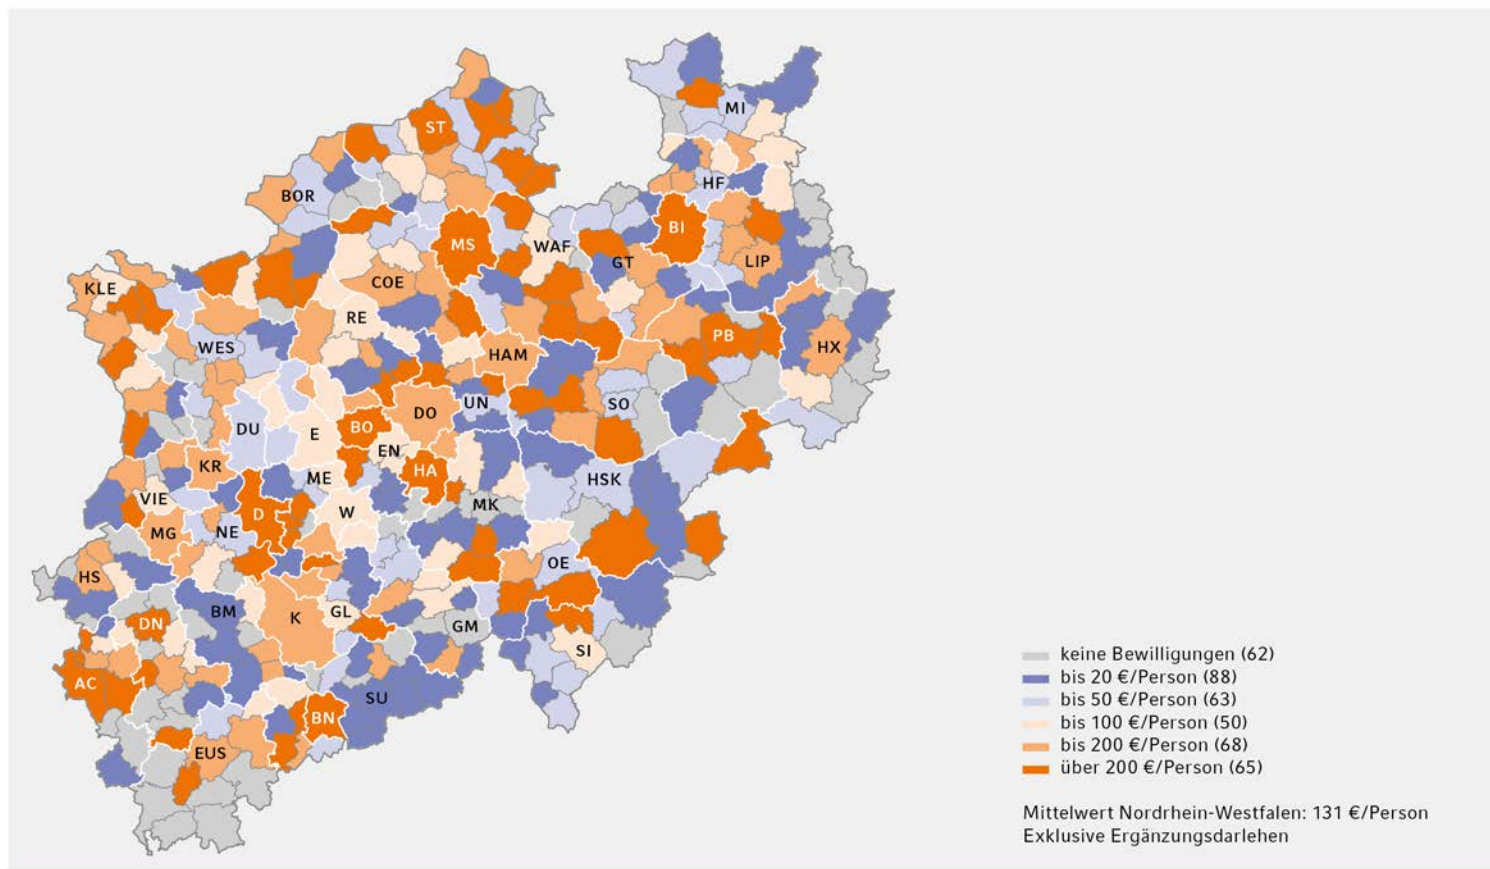 MI
ST
HF
BOR
BI
MS
WAF
GT
LIP
COE
KLE
RE
PB
WES
HX
HAM
UN
SO
DO
BO
DU
E
EN
KR
HA
ME
HSK
VIE
MK
W
D
NE
MG
OE
HS
BM
K
GL
DN
GM
SI
AC
SU
BN
EUS
keine Bewilligungen (62)
bis 20 €/Person (88)
bis 50 €/Person (63)
bis 100 €/Person (50)
bis 200 €/Person (68)
über 200 €/Person (65)
Mittelwert Nordrhein-Westfalen: 131 €/Person
Exklusive Ergänzungsdarlehen